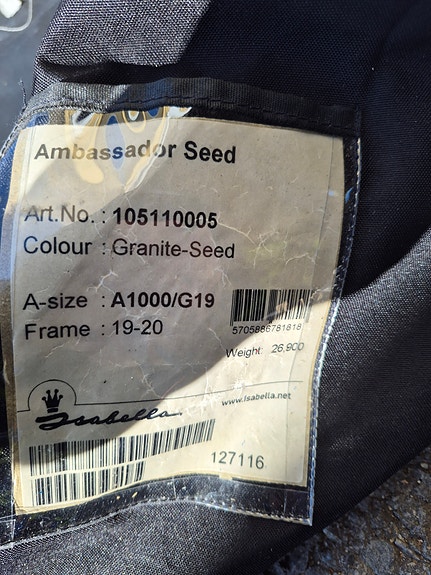 Ambassador Seed
Art.No. : 105110005
Colour : Granite-Seed
A-size : A1000/G19
Frame : 19-20
5705886781818
Weight: 26,900
www.isabella.net
Isabella
127116